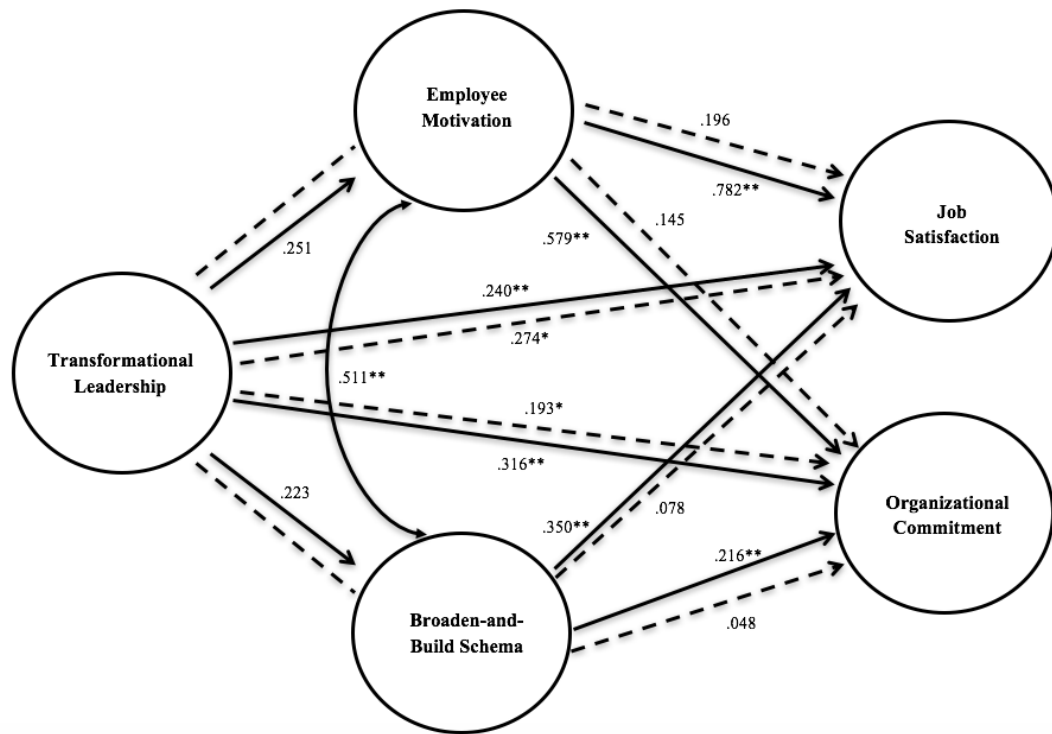 Employee
Motivation
.196
.782**
Job
Satisfaction
.145
.579**
.251
.240**
.274*
Transformational
Leadership
.511**
.193*
.316**
.223
.350**
.078
Organizational
Commitment
.216**
.048
Broaden-and-
Build Schema